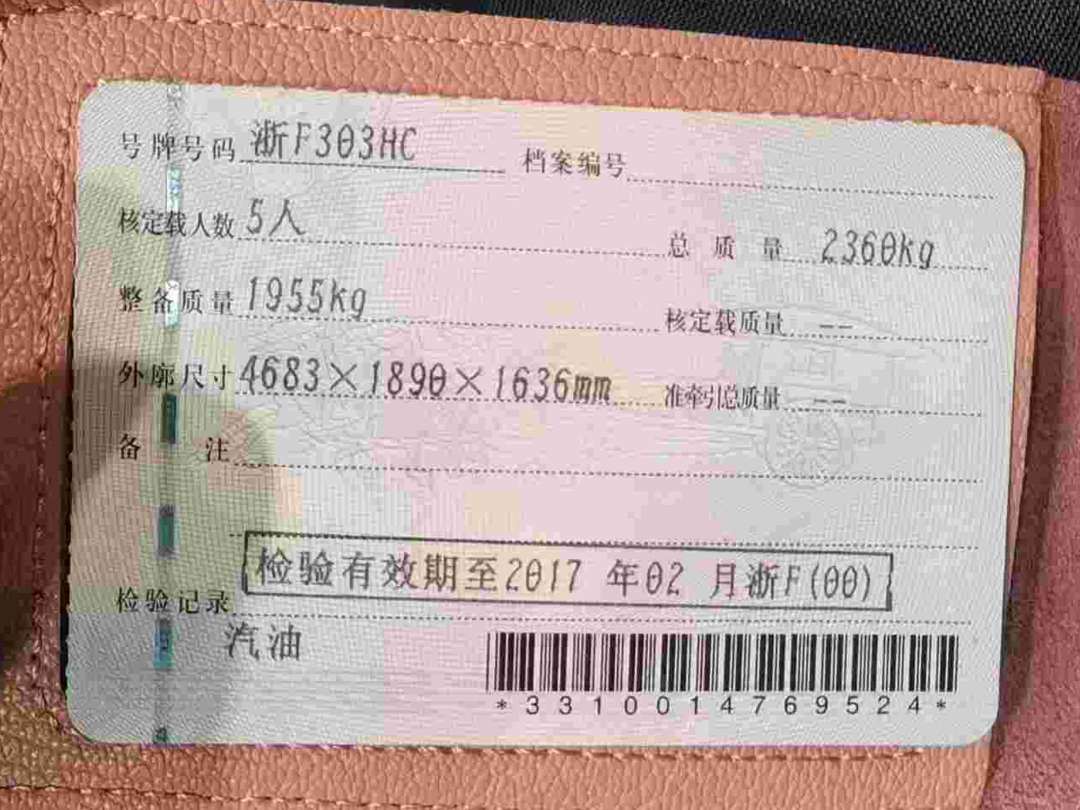 号牌号码 浙F303HC 档案编号
核定载人数 5人 总质量 2360kg
整备质量 1955kg 核定载质量 --
外廓尺寸 4683×1890×1636mm 准牵引总质量 --
备注
检验记录 检验有效期至2017年02月浙F(00)
汽油
*3310014769524*